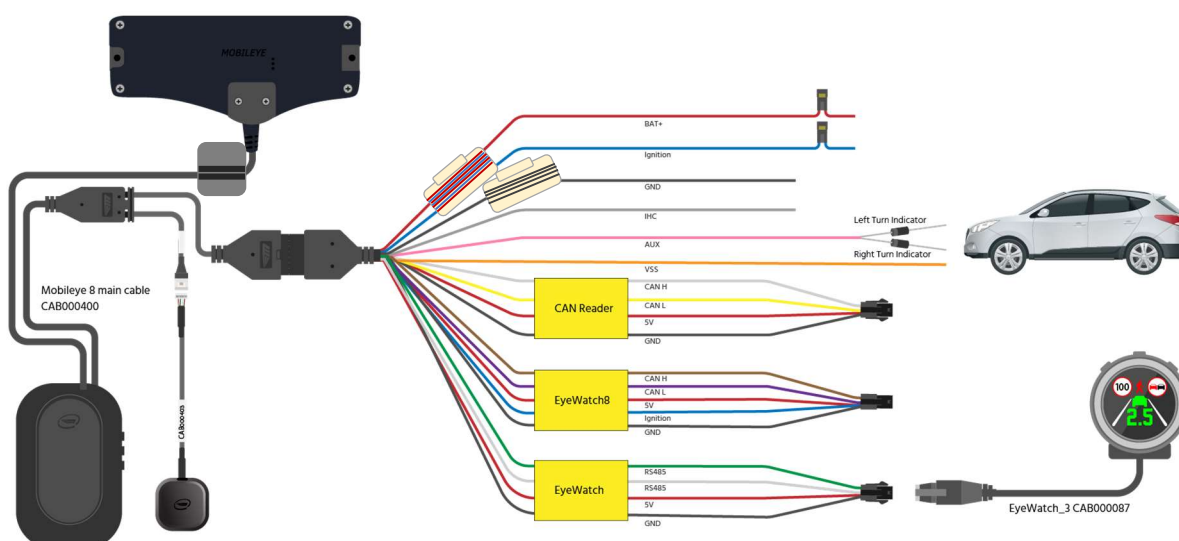 MOBILEYE
BAT+
Ignition
GND
IHC
Left Turn Indicator
AUX
Right Turn Indicator
VSS
Mobileye 8 main cable
CAB000400
CAN Reader
CAN H
CAN L
5V
GND
EyeWatch8
CAN H
CAN L
5V
Ignition
GND
100
2.5
CAB000405
EyeWatch
RS485
RS485
5V
GND
EyeWatch_3 CAB000087